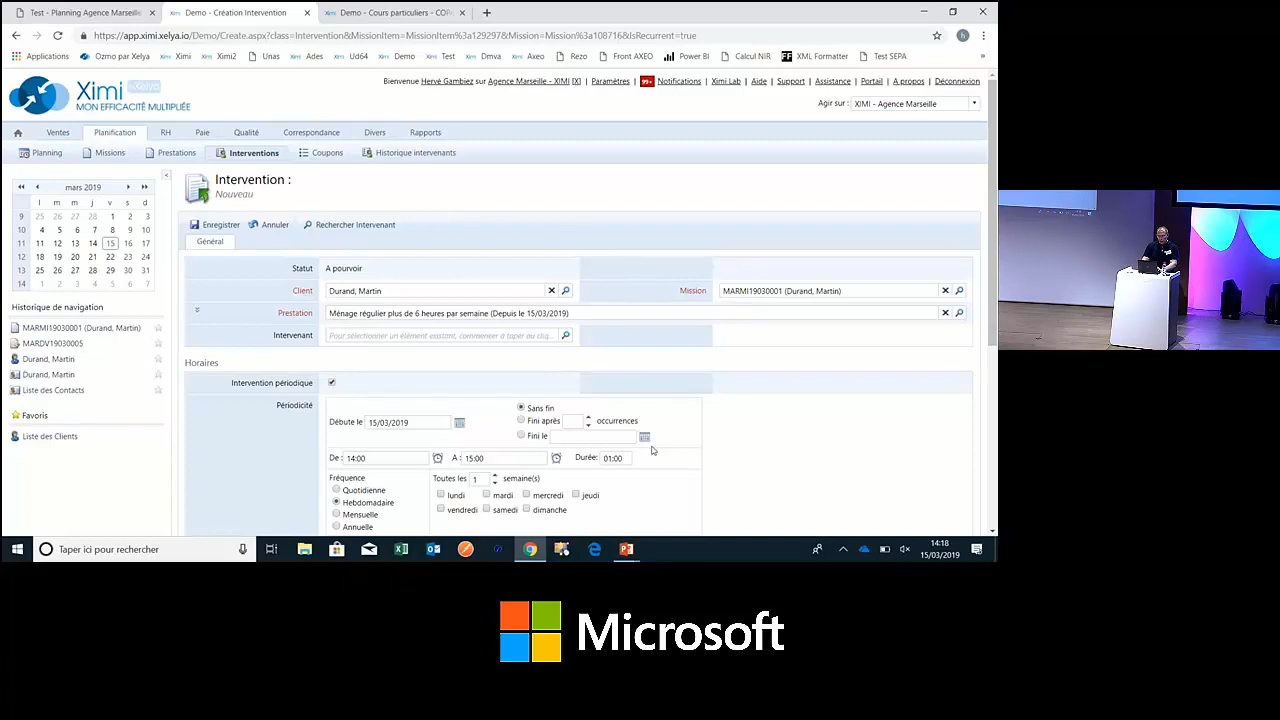 Test - Planning Agence Marseille
Demo - Création Intervention
Demo - Cours particuliers - COP
https://app.ximi.xelya.io/Demo/Create.aspx?class=Intervention&MissionItem=MissionItem%3a129297&Mission=Mission%3a108716&IsRecurrent=true
Applications Ozmo par Xelya Ximi Ximi2 Unas Ades Ud64 Demo Test Dmva Axeo Rezo Front AXEO Power BI Calcul NIR XML Formatter Test SEPA
Ximi xelya
MON EFFICACITÉ MULTIPLIÉE
Bienvenue Hervé Gambiez sur Agence Marseille - XIMI [X] Paramètres 99+ Notifications Ximi Lab Aide Support Assistance Portail A propos Déconnexion
Agir sur : XIMI - Agence Marseille
Ventes Planification RH Paie Qualité Correspondance Divers Rapports
Planning Missions Prestations Interventions Coupons Historique intervenants
mars 2019
l m m j v s d
9 25 26 27 28 1 2 3
10 4 5 6 7 8 9 10
11 11 12 13 14 15 16 17
12 18 19 20 21 22 23 24
13 25 26 27 28 29 30 31
14
Historique de navigation
MARMI19030001 (Durand, Martin)
MARDV19030005
Durand, Martin
Durand, Martin
Liste des Contacts
Favoris
Liste des Clients
Intervention :
Nouveau
Enregistrer Annuler Rechercher Intervenant
Général
Statut A pourvoir
Client Durand, Martin Mission MARMI19030001 (Durand, Martin)
Prestation Ménage régulier plus de 6 heures par semaine (Depuis le 15/03/2019)
Intervenant Pour sélectionner un élément existant, commencer à taper du cliq...
Horaires
Intervention périodique
Périodicité
Débute le 15/03/2019
Sans fin
Fini après occurrences
Fini le
De : 14:00 A : 15:00 Durée: 01:00
Fréquence
Quotidienne
Hebdomadaire
Mensuelle
Annuelle
Toutes les 1 semaine(s)
lundi mardi mercredi jeudi
vendredi samedi dimanche
Taper ici pour rechercher
14:18
15/03/2019
Microsoft